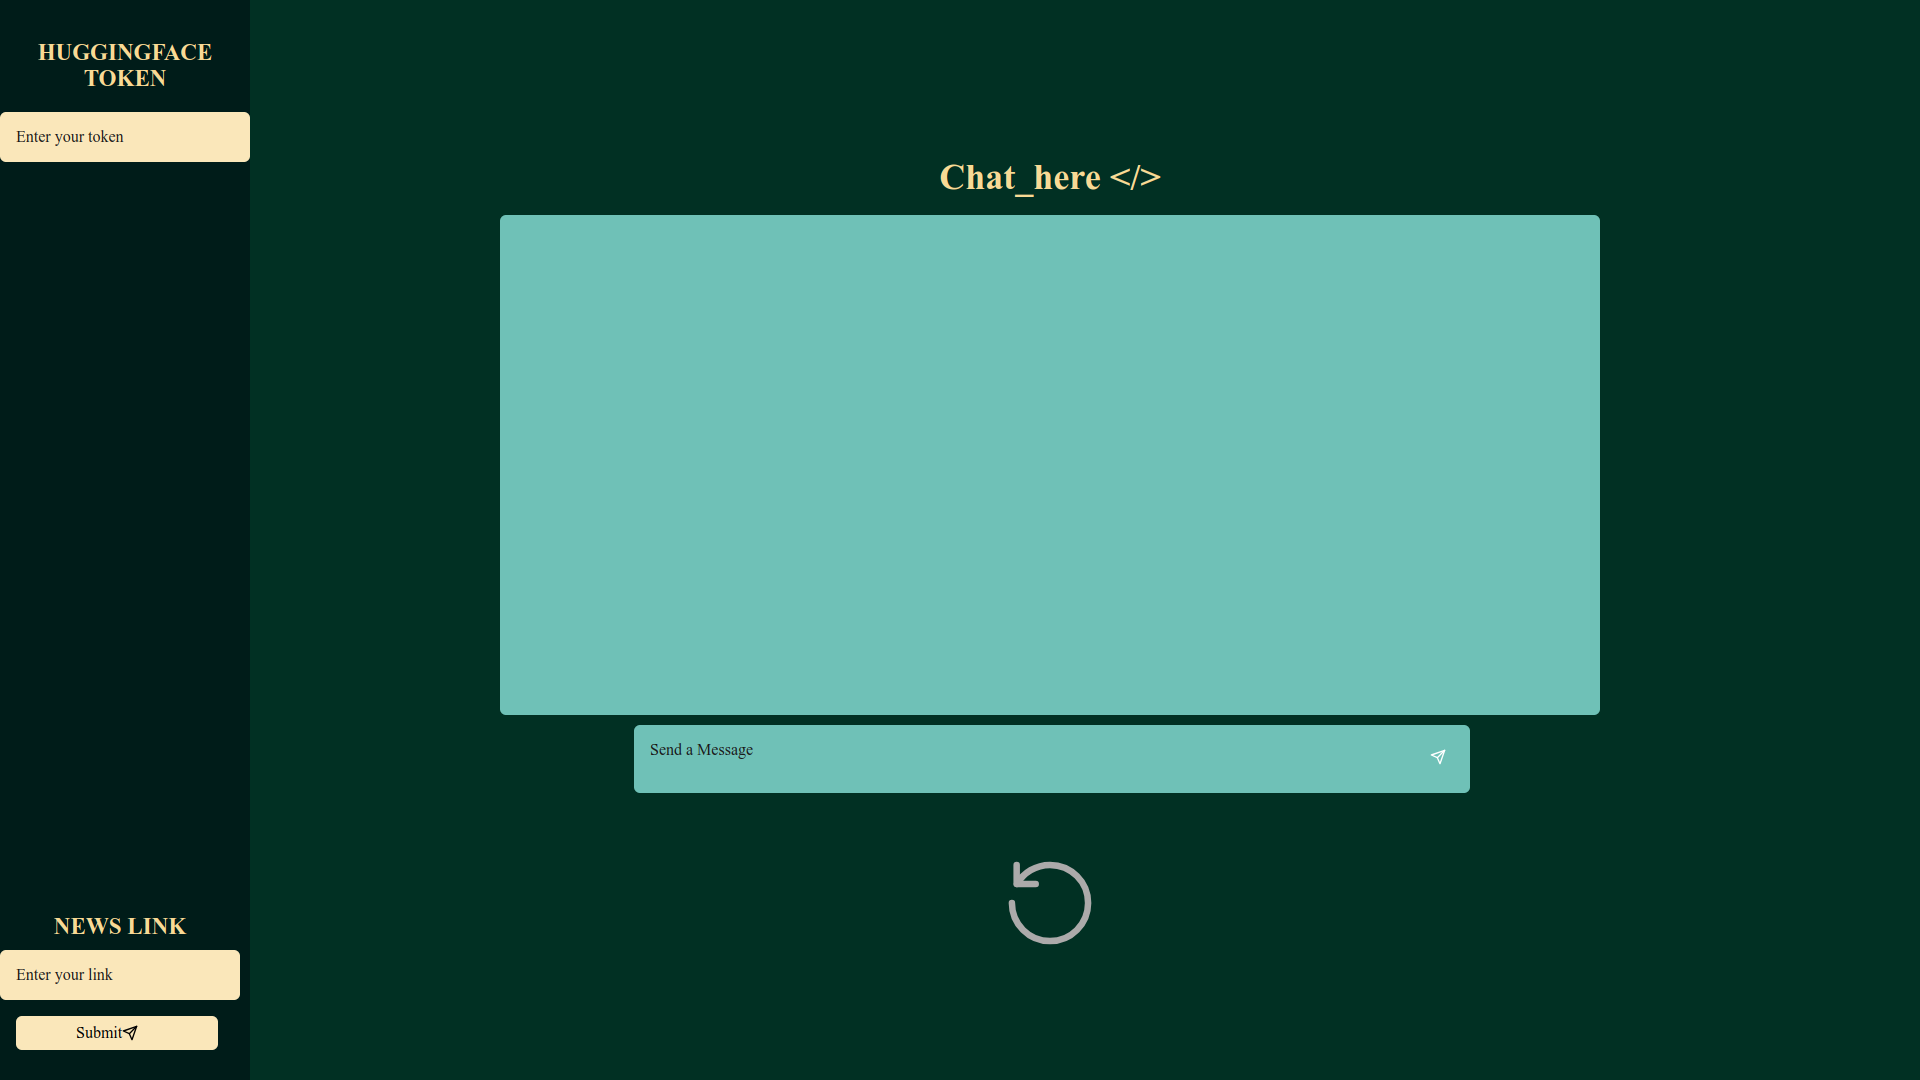 HUGGINGFACE
TOKEN
Enter your token
Chat_here </>
Send a Message
NEWS LINK
Enter your link
Submit